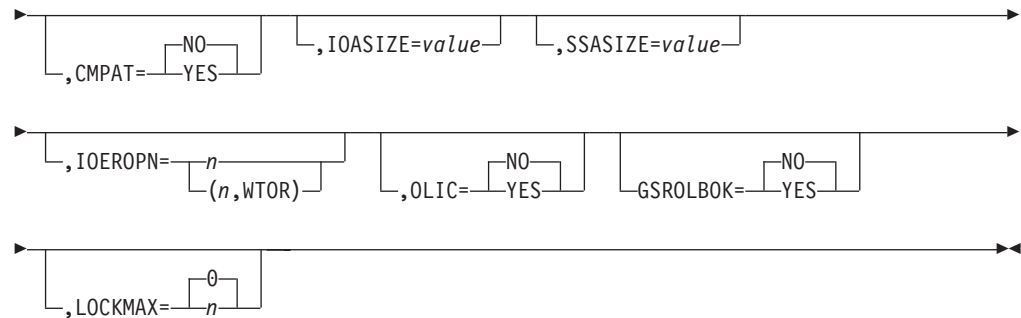 NO
,CMPAT= YES ,IOASIZE=value ,SSASIZE=value
,IOEROPN= n NO NO
(n,WTOR) ,OLIC= YES GSROLBOK= YES
0
,LOCKMAX= n